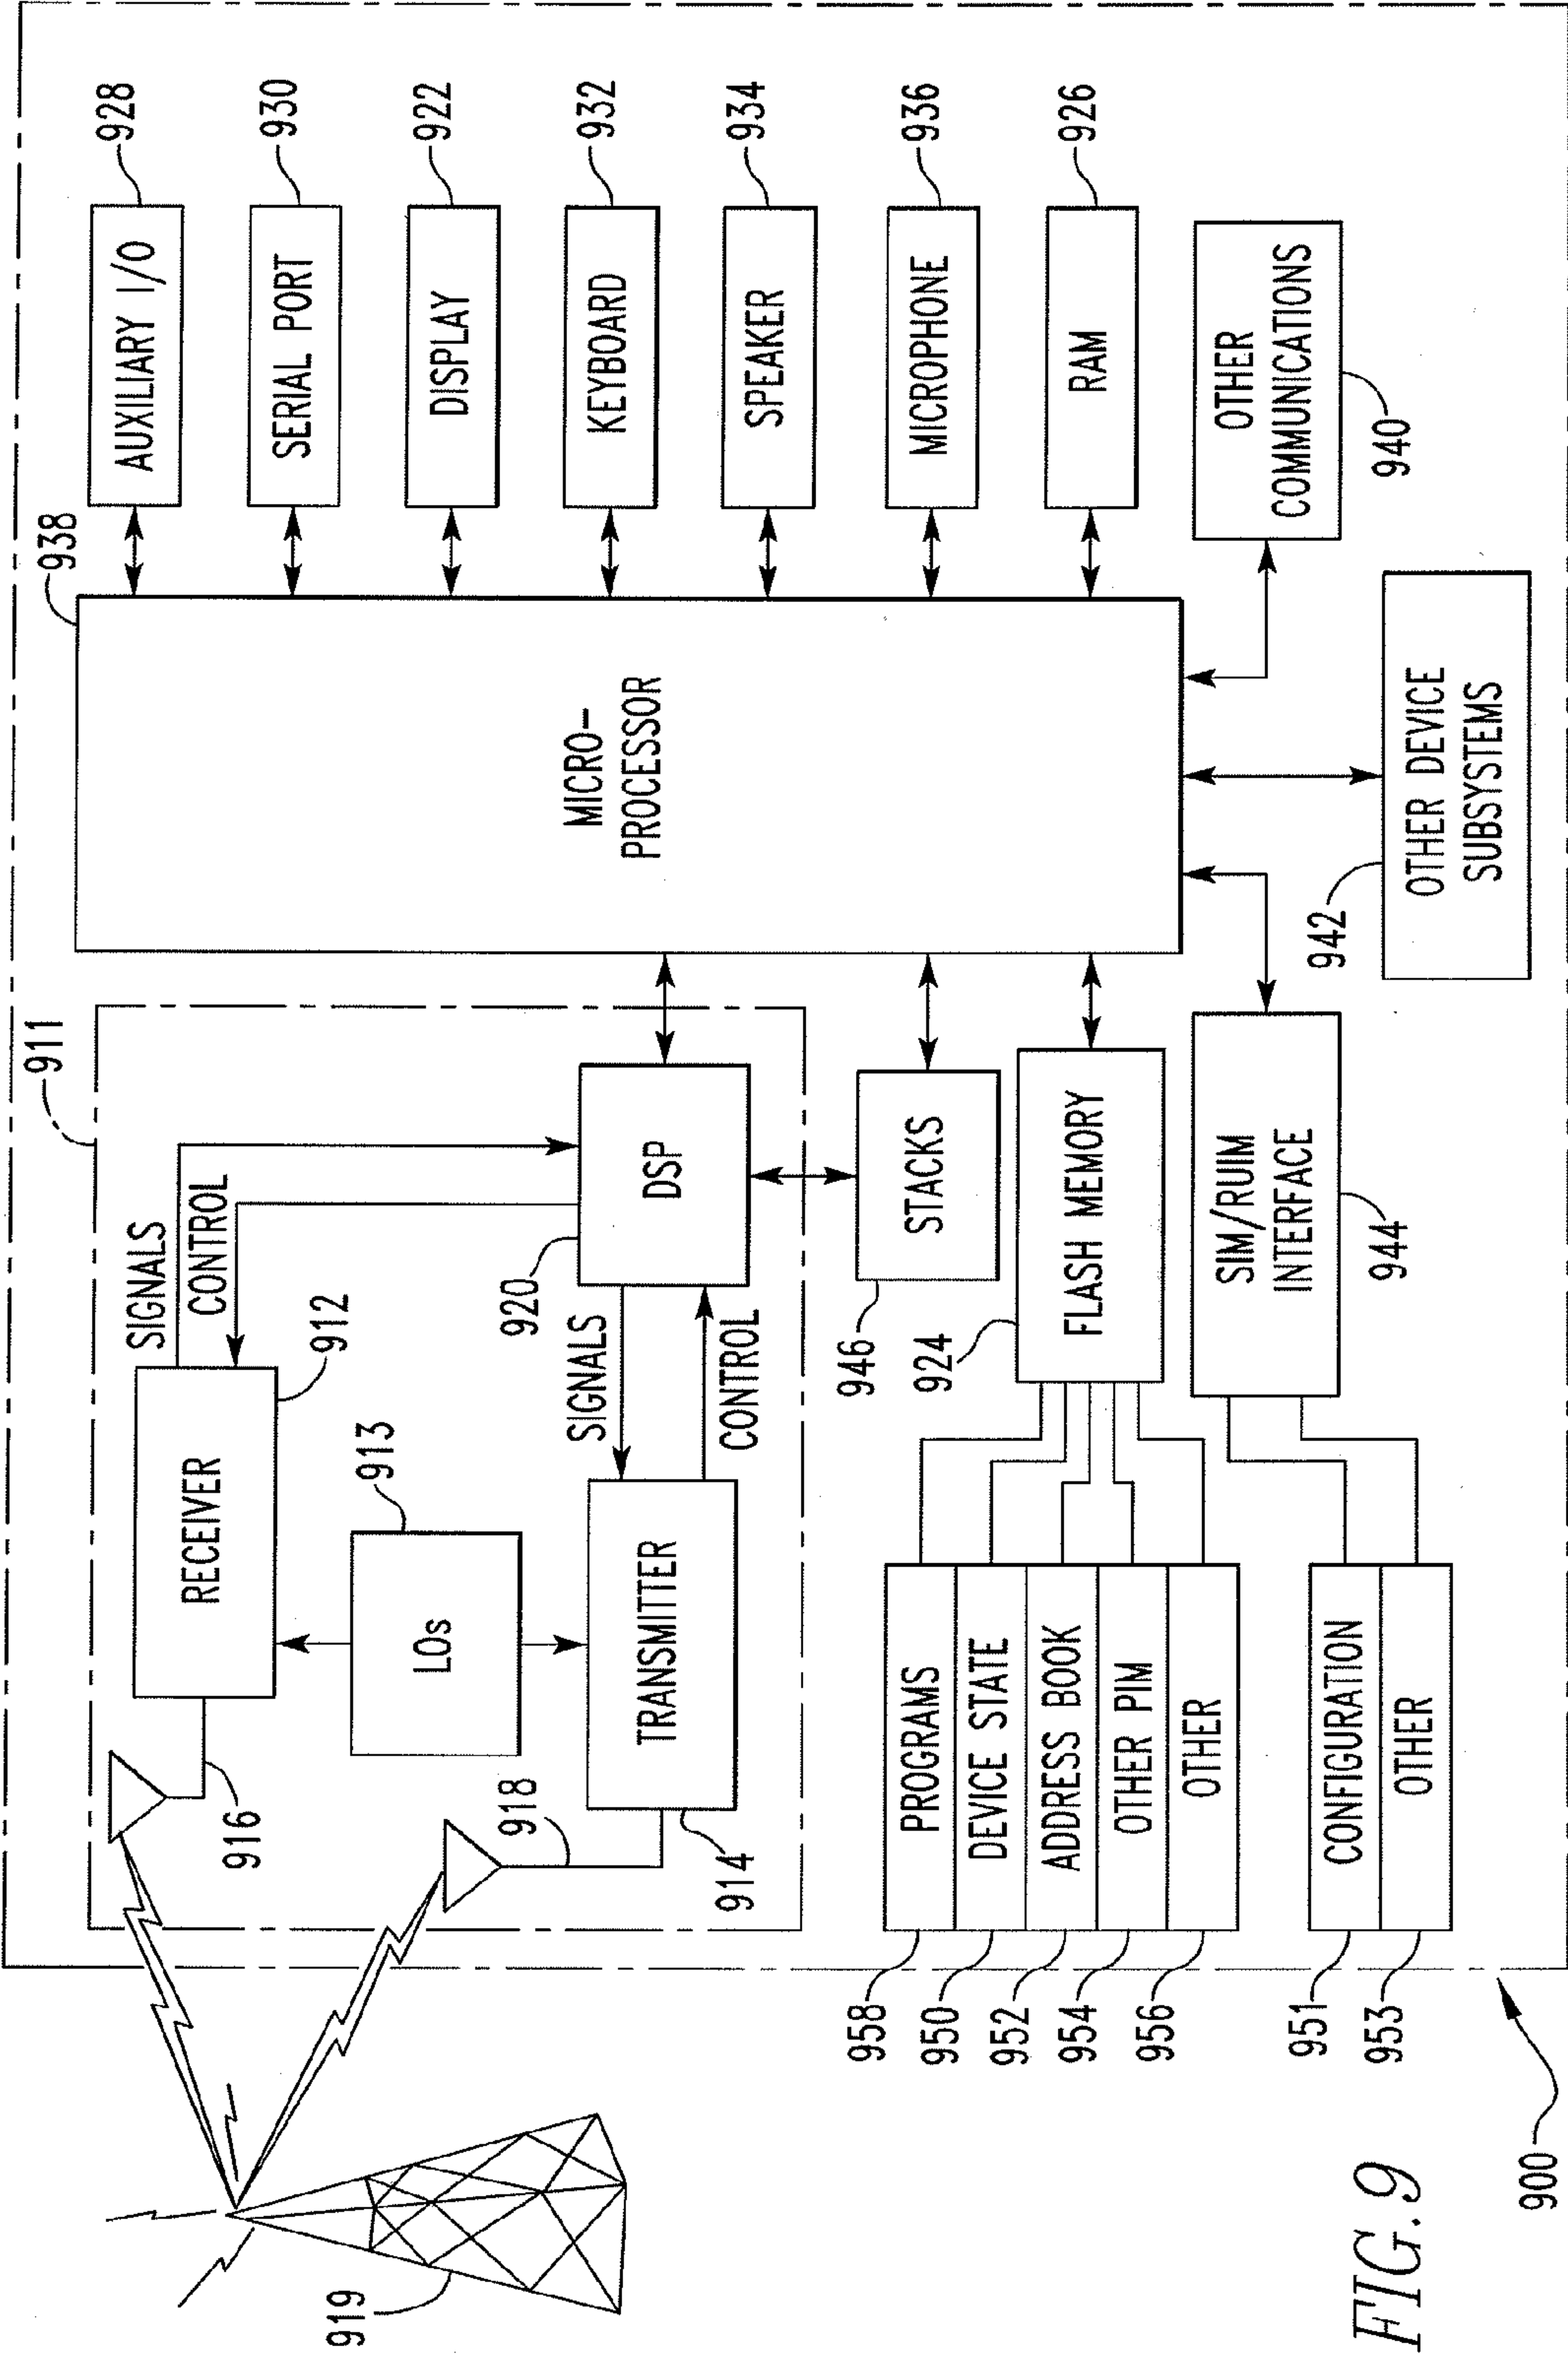 911
938
SIGNALS
CONTROL
RECEIVER
912
916
LOs
913
920
DSP
SIGNALS
CONTROL
TRANSMITTER
918
914
919
MICRO-
PROCESSOR
AUXILIARY I/O
928
SERIAL PORT
930
DISPLAY
922
KEYBOARD
932
SPEAKER
934
MICROPHONE
936
RAM
926
STACKS
946
FLASH MEMORY
924
PROGRAMS
958
DEVICE STATE
950
ADDRESS BOOK
952
OTHER PIM
954
OTHER
956
SIM/RUIM
INTERFACE
944
CONFIGURATION
951
OTHER
953
OTHER DEVICE
SUBSYSTEMS
942
OTHER
COMMUNICATIONS
940
900
FIG.9